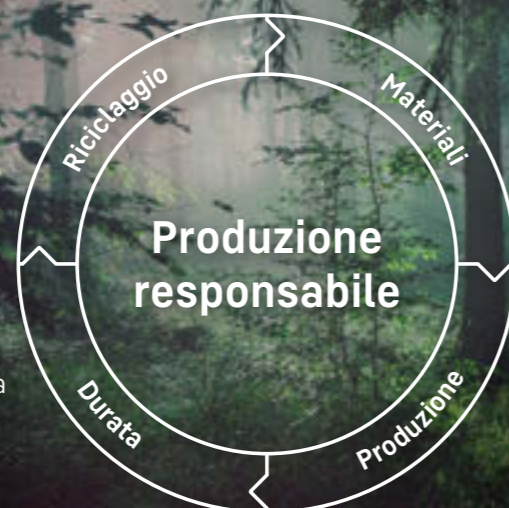 Riciclaggio
Materiali
Produzione
responsabile
a
Durata
Produzione